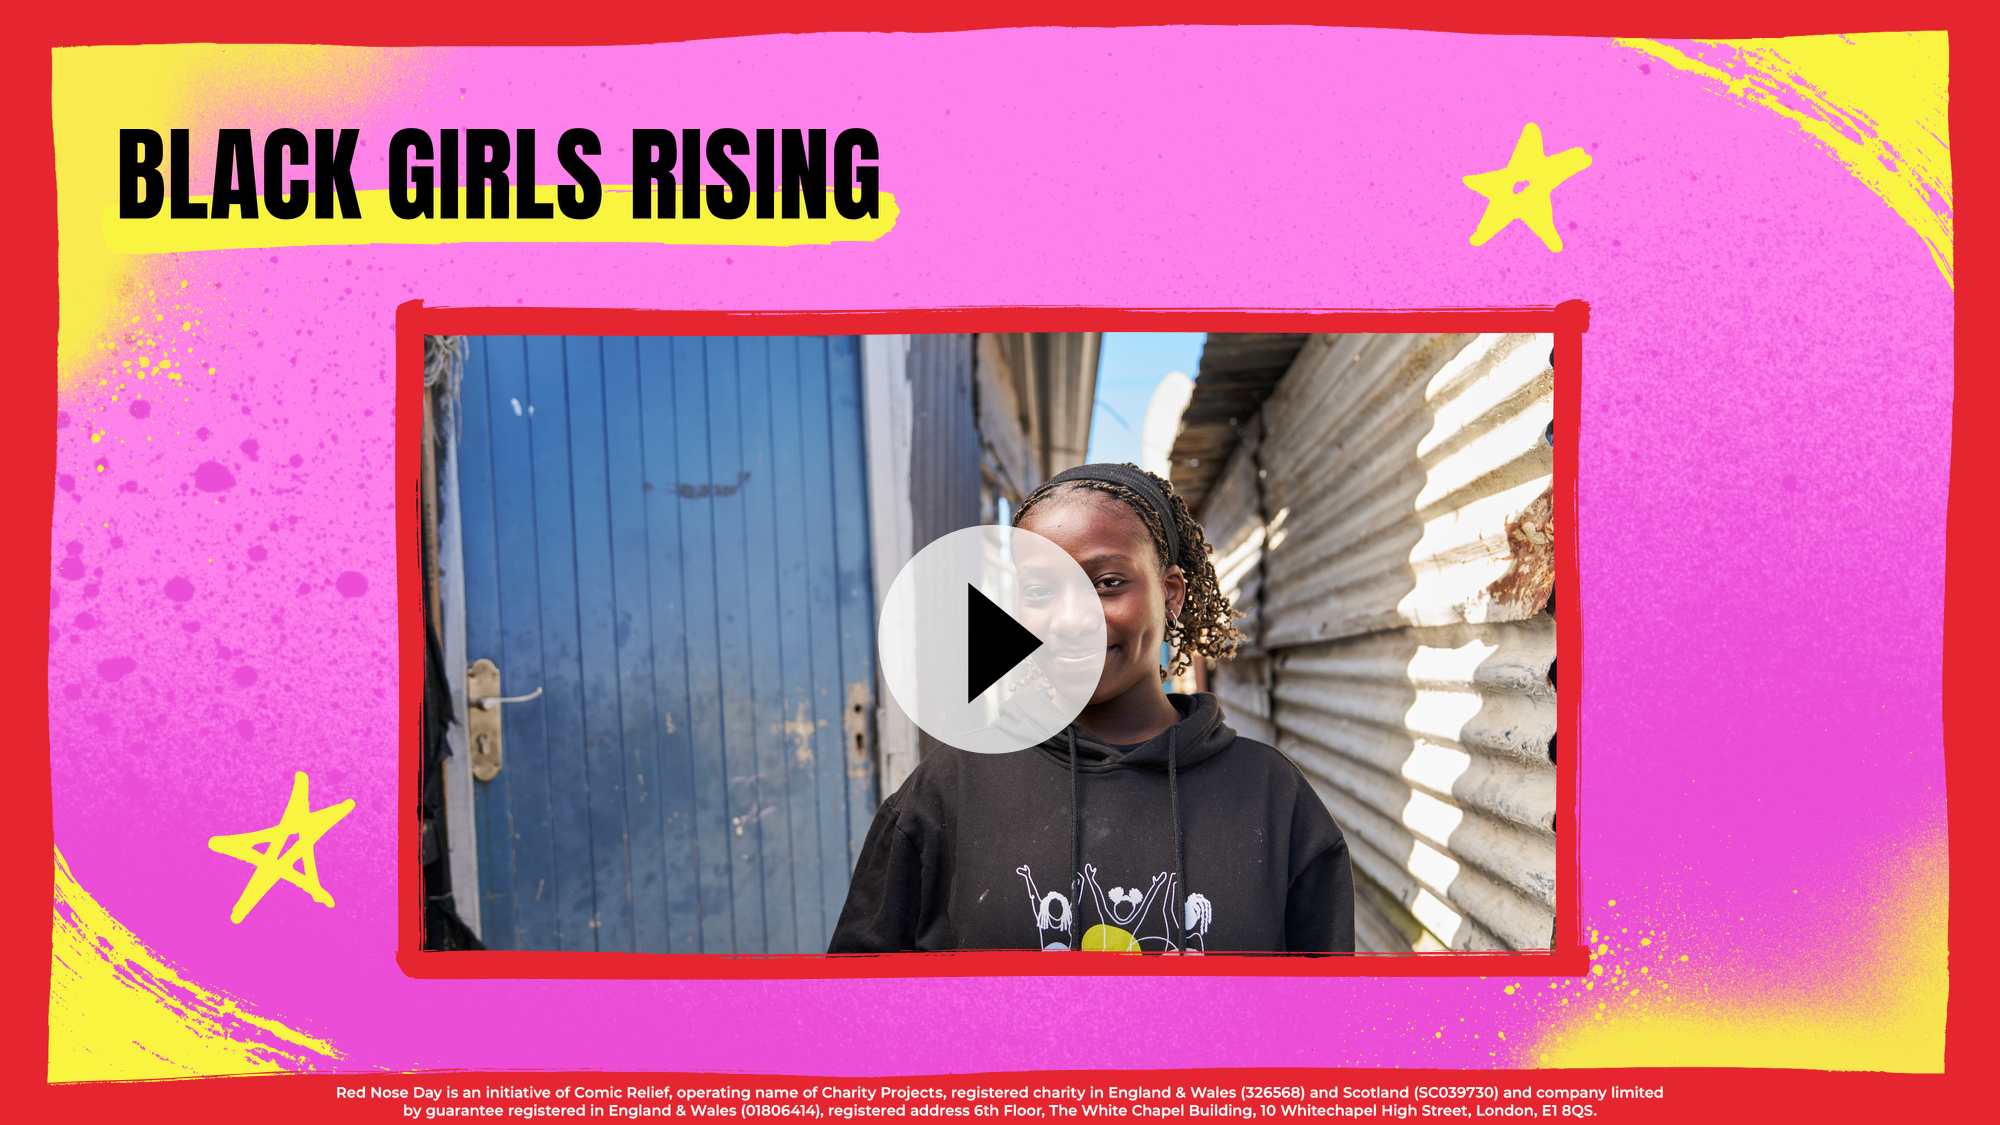 BLACK GIRLS RISING
Red Nose Day is an initiative of Comic Relief, operating name of Charity Projects, registered charity in England & Wales (326568) and Scotland (SC039730) and company limited
by guarantee registered in England & Wales (01806414), registered address 6th Floor, The White Chapel Building, 10 Whitechapel High Street, London, E1 8QS.